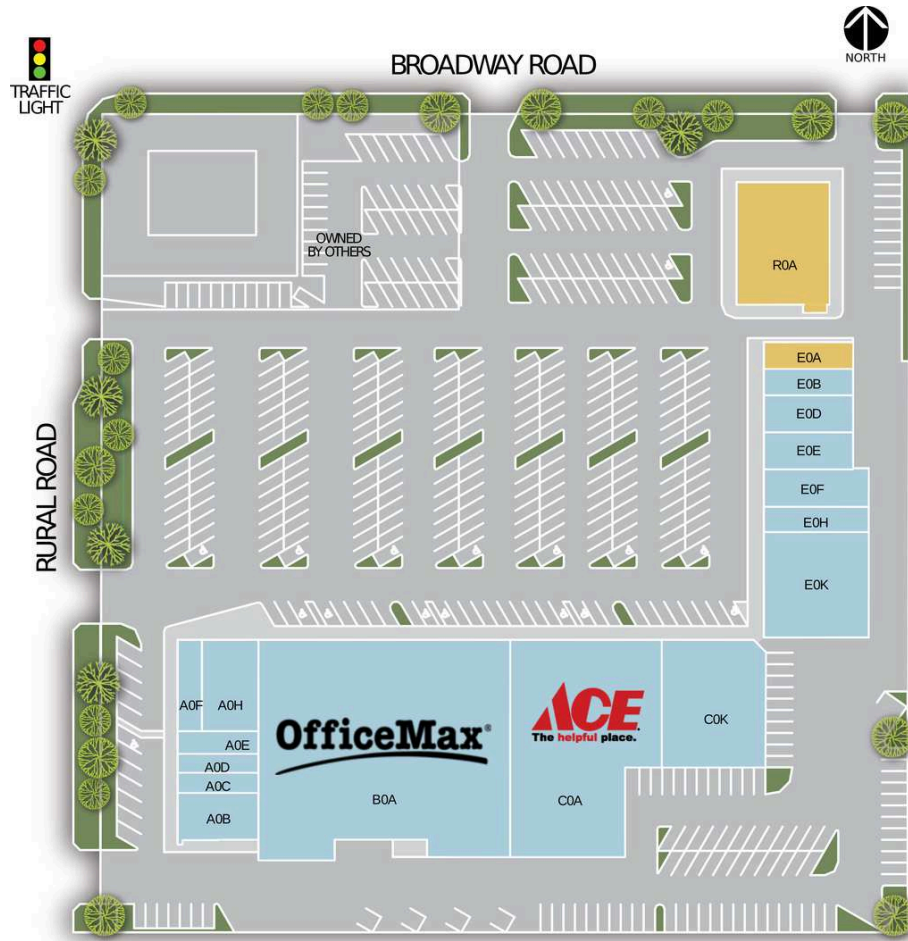 BROADWAY ROAD
NORTH
TRAFFIC
LIGHT
OWNED
BY OTHERS
R0A
E0A
E0B
E0D
E0E
E0F
E0H
E0K
RURAL ROAD
A0F
A0H
A0E
A0D
A0C
A0B
OfficeMax®
B0A
ACE
The helpful place.
C0A
C0K